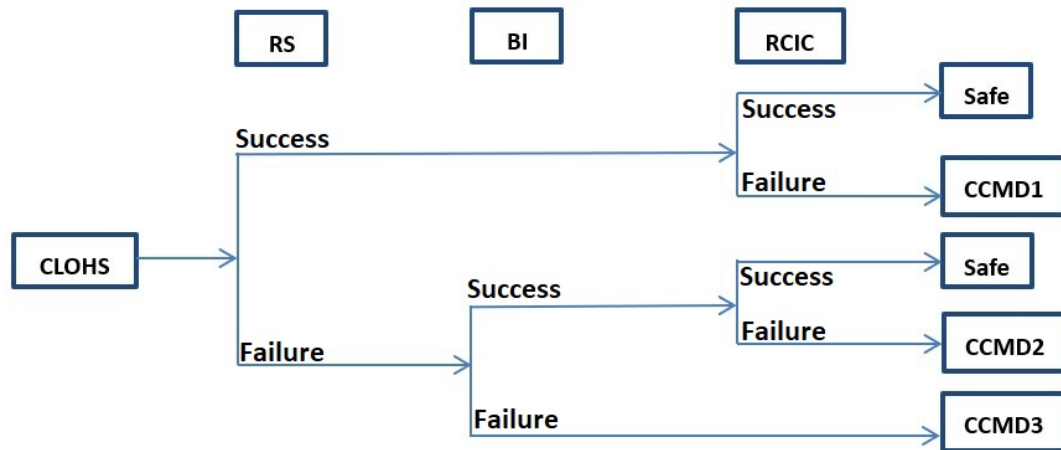 RS
BI
RCIC
Safe
Success
Success
Failure
CCMD1
CLOHS
Safe
Success
Success
Failure
CCMD2
Failure
Failure
CCMD3